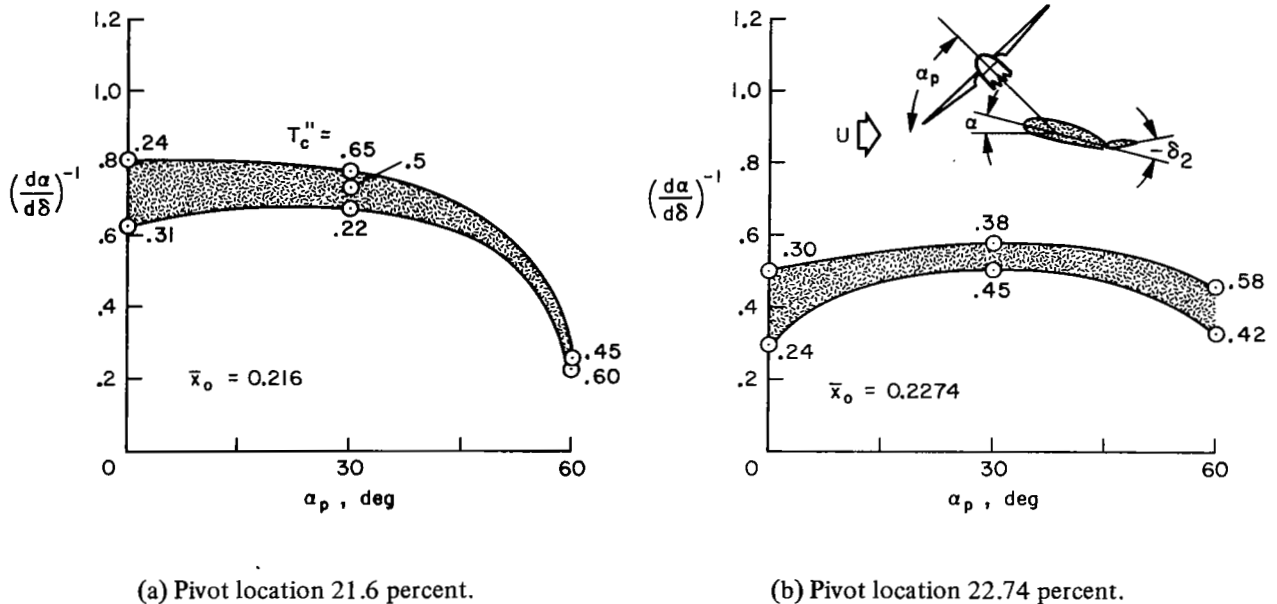 1.2
1.0
.8
.6
.4
.2
0
(dα/dδ)⁻¹
T_c'' =
.24
.31
.65
.5
.22
.45
.60
x̄₀ = 0.216
30
60
α_p , deg
(a) Pivot location 21.6 percent.
1.2
1.0
.8
.6
.4
.2
0
(dα/dδ)⁻¹
α_p
U
α
-δ₂
.30
.24
.38
.45
.58
.42
x̄₀ = 0.2274
30
60
α_p , deg
(b) Pivot location 22.74 percent.